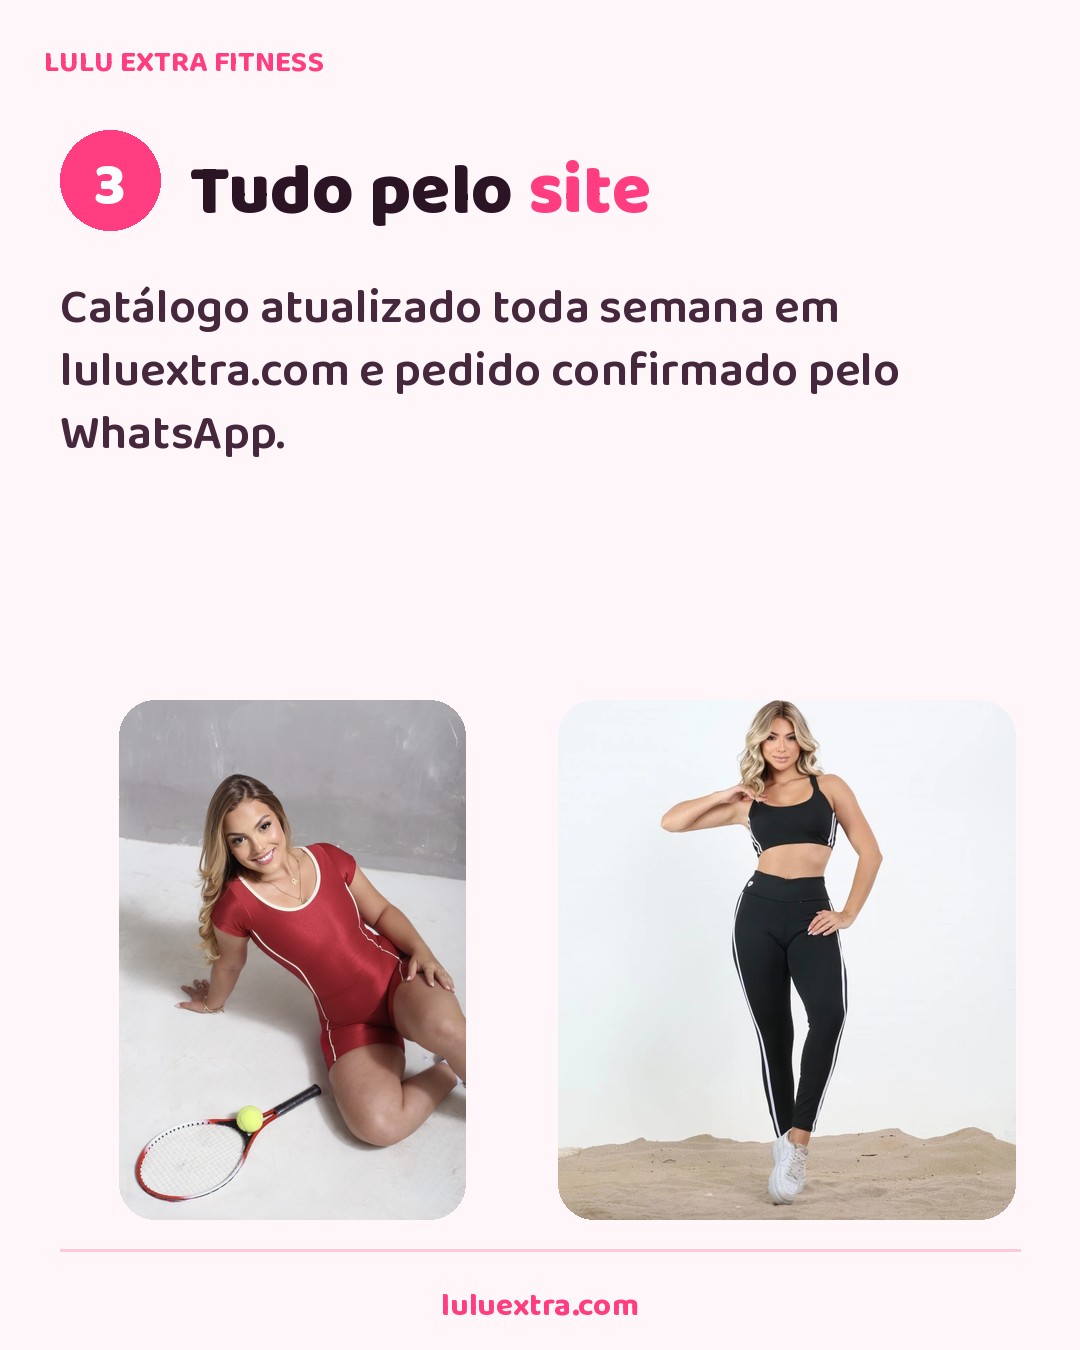 LULU EXTRA FITNESS
3
Tudo pelo site
Catálogo atualizado toda semana em
luluextra.com e pedido confirmado pelo
WhatsApp.
luluextra.com